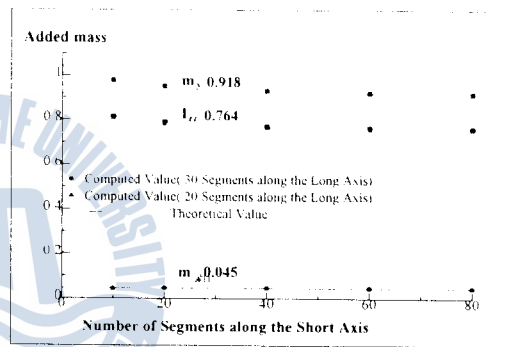 Added mass
1
m y 0.918
0.8
I zz 0.764
0.6
Computed Value( 30 Segments along the Long Axis)
Computed Value( 20 Segments along the Long Axis)
0.4
Theoretical Value
0.2
m x 0.045
0 20 40 60 80
Number of Segments along the Short Axis
UNIVERSITY